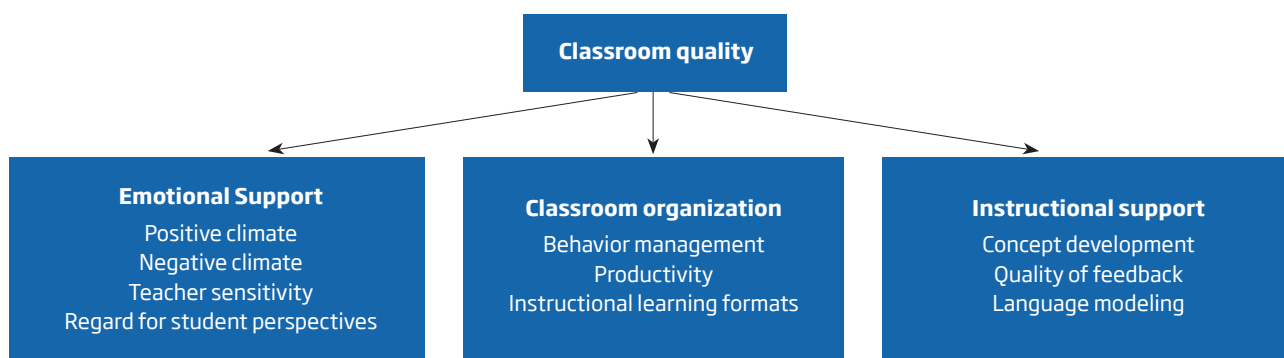 Classroom quality
Emotional Support
Positive climate
Negative climate
Teacher sensitivity
Regard for student perspectives
Classroom organization
Behavior management
Productivity
Instructional learning formats
Instructional support
Concept development
Quality of feedback
Language modeling